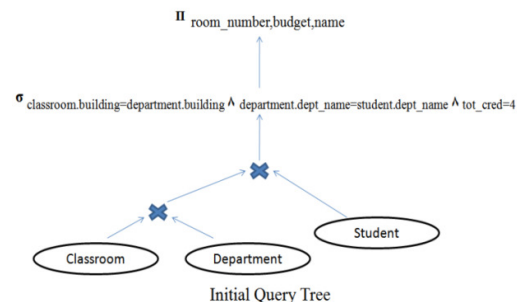 Π room_number,budget,name
σ classroom.building=department.building ∧ department.dept_name=student.dept_name ∧ tot_cred=4
Student
Classroom Department
Initial Query Tree